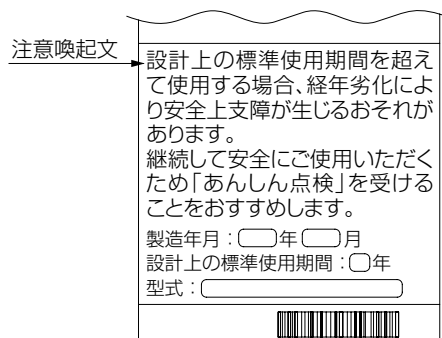 注意喚起文
設計上の標準使用期間を超え
て使用する場合、経年劣化によ
り安全上支障が生じるおそれが
あります。
継続して安全にご使用いただく
ため「あんしん点検」を受ける
ことをおすすめします。
製造年月：年月
設計上の標準使用期間：年
型式：